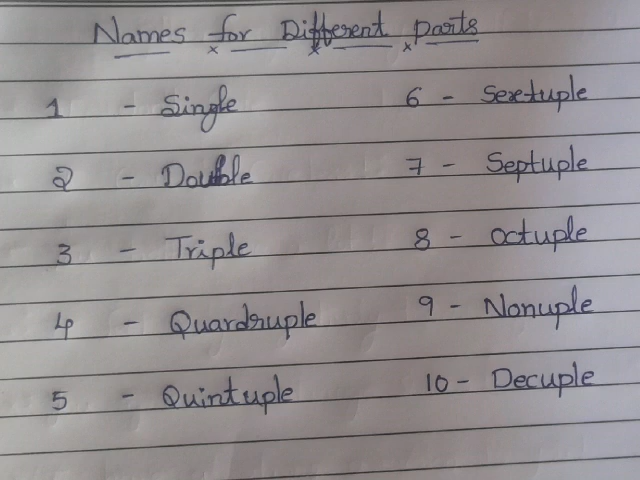 Names for Different parts
1 - Single
2 - Double
3 - Triple
4 - Quardruple
5 - Quintuple
6 - Sextuple
7 - Septuple
8 - octuple
9 - Nonuple
10 - Decuple